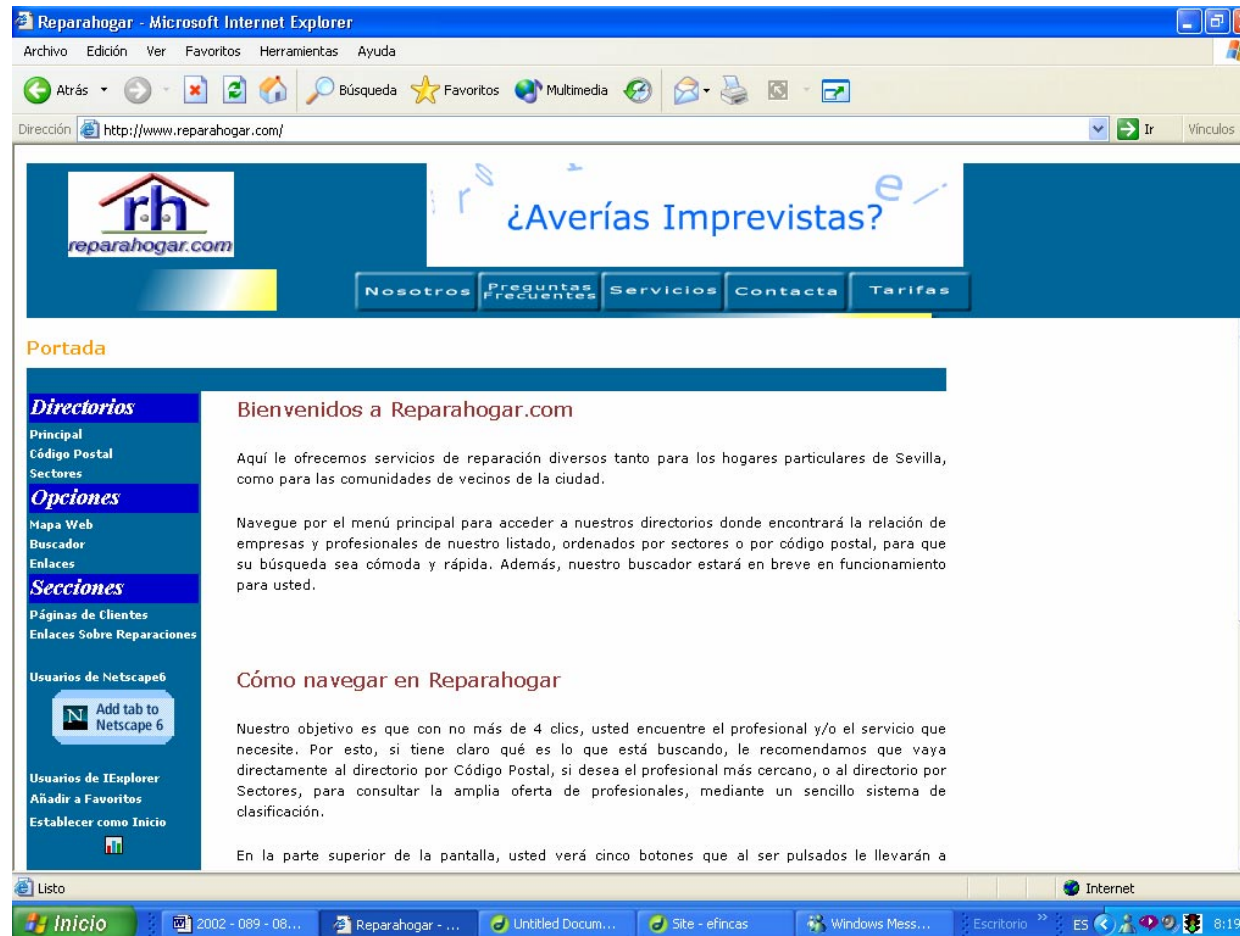 Reparahogar - Microsoft Internet Explorer
Archivo Edición Ver Favoritos Herramientas Ayuda
Atrás Búsqueda Favoritos Multimedia
Dirección http://www.reparahogar.com/ Ir Vínculos
rh
reparahogar.com
r s i e r
¿Averías Imprevistas?
Nosotros Preguntas Frecuentes Servicios Contacta Tarifas
Portada
Directorios
Principal
Código Postal
Sectores
Opciones
Mapa Web
Buscador
Enlaces
Secciones
Páginas de Clientes
Enlaces Sobre Reparaciones
Usuarios de Netscape6
N Add tab to
Netscape 6
Usuarios de IExplorer
Añadir a Favoritos
Establecer como Inicio
Bienvenidos a Reparahogar.com
Aquí le ofrecemos servicios de reparación diversos tanto para los hogares particulares de Sevilla,
como para las comunidades de vecinos de la ciudad.
Navegue por el menú principal para acceder a nuestros directorios donde encontrará la relación de
empresas y profesionales de nuestro listado, ordenados por sectores o por código postal, para que
su búsqueda sea cómoda y rápida. Además, nuestro buscador estará en breve en funcionamiento
para usted.
Cómo navegar en Reparahogar
Nuestro objetivo es que con no más de 4 clics, usted encuentre el profesional y/o el servicio que
necesite. Por esto, si tiene claro qué es lo que está buscando, le recomendamos que vaya
directamente al directorio por Código Postal, si desea el profesional más cercano, o al directorio por
Sectores, para consultar la amplia oferta de profesionales, mediante un sencillo sistema de
clasificación.
En la parte superior de la pantalla, usted verá cinco botones que al ser pulsados le llevarán a
Listo Internet
Inicio 2002 - 089 - 08... Reparahogar - ... Untitled Docum... Site - efincas Windows Mess... Escritorio » ES 8:19